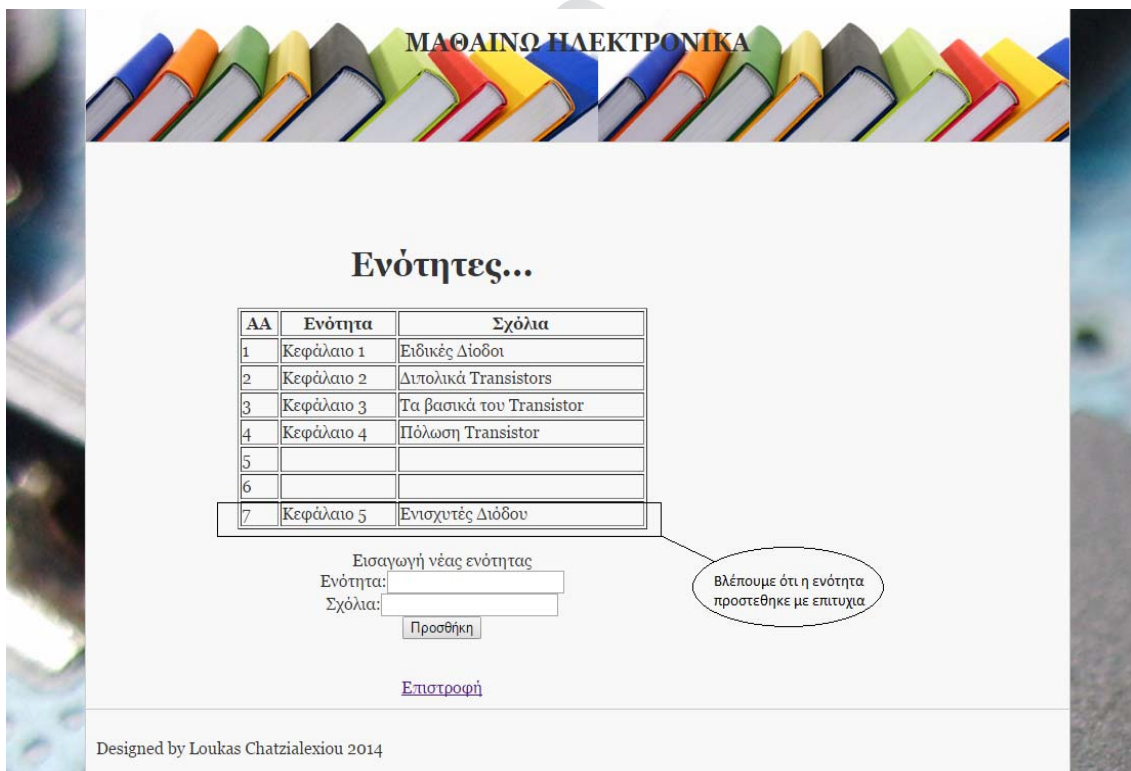 ΜΑΘΑΙΝΩ ΗΛΕΚΤΡΟΝΙΚΑ
Ενότητες...
ΑΑ Ενότητα Σχόλια
1 Κεφάλαιο 1 Ειδικές Δίοδοι
2 Κεφάλαιο 2 Διπολικά Transistors
3 Κεφάλαιο 3 Τα βασικά του Transistor
4 Κεφάλαιο 4 Πόλωση Transistor
5
6
7 Κεφάλαιο 5 Ενισχυτές Διόδου
Εισαγωγή νέας ενότητας
Ενότητα:
Σχόλια:
Προσθήκη
Βλέπουμε ότι η ενότητα
προστεθηκε με επιτυχια
Επιστροφή
Designed by Loukas Chatzialexiou 2014